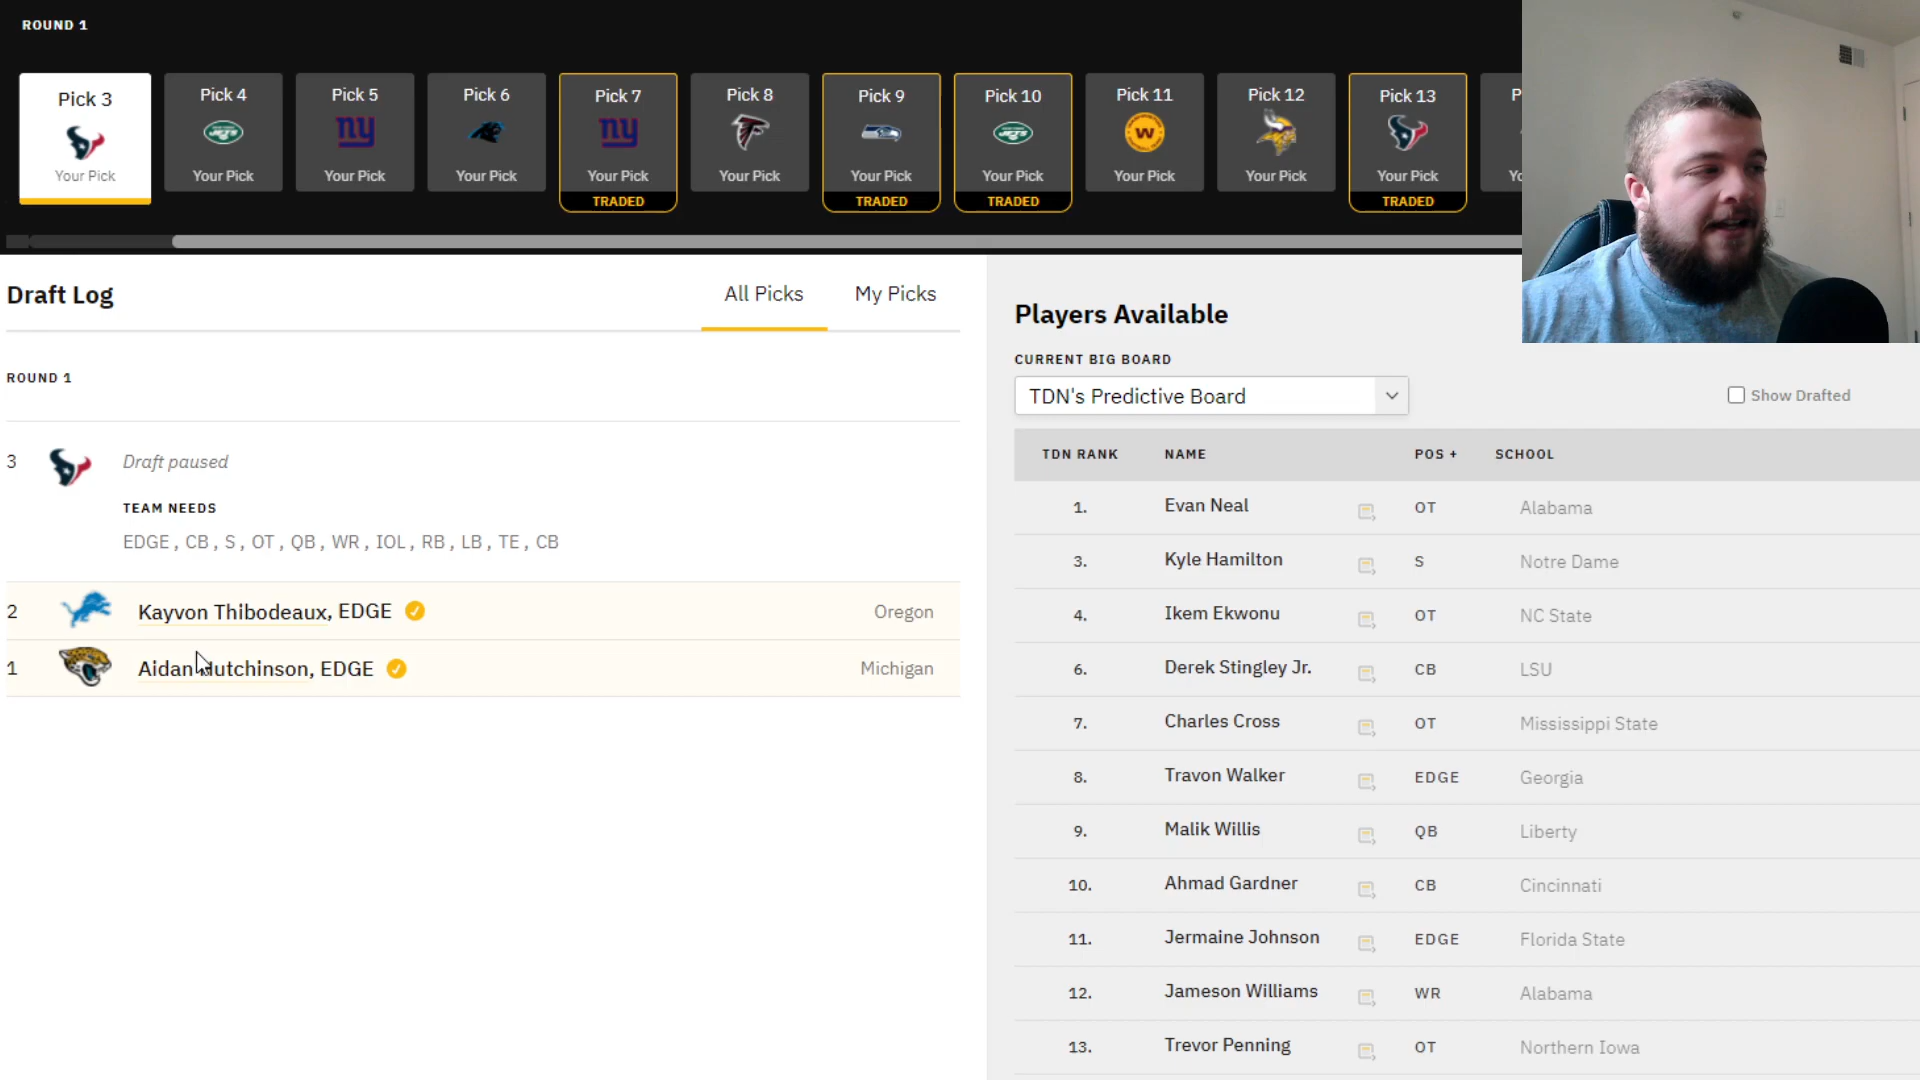 ROUND 1
Pick 3
Your Pick
Pick 4
JETS
Your Pick
Pick 5
ny
Your Pick
Pick 6
Your Pick
Pick 7
ny
Your Pick
TRADED
Pick 8
Your Pick
Pick 9
Your Pick
TRADED
Pick 10
JETS
Your Pick
TRADED
Pick 11
W
Your Pick
Pick 12
Your Pick
Pick 13
Your Pick
TRADED
P
Yo
Draft Log
All Picks
My Picks
ROUND 1
3
Draft paused
TEAM NEEDS
EDGE, CB, S, OT, QB, WR, IOL, RB, LB, TE, CB
2 Kayvon Thibodeaux, EDGE Oregon
1 Aidan Hutchinson, EDGE Michigan
Players Available
CURRENT BIG BOARD
TDN's Predictive Board
Show Drafted
TDN RANK NAME POS + SCHOOL
1. Evan Neal OT Alabama
3. Kyle Hamilton S Notre Dame
4. Ikem Ekwonu OT NC State
6. Derek Stingley Jr. CB LSU
7. Charles Cross OT Mississippi State
8. Travon Walker EDGE Georgia
9. Malik Willis QB Liberty
10. Ahmad Gardner CB Cincinnati
11. Jermaine Johnson EDGE Florida State
12. Jameson Williams WR Alabama
13. Trevor Penning OT Northern Iowa